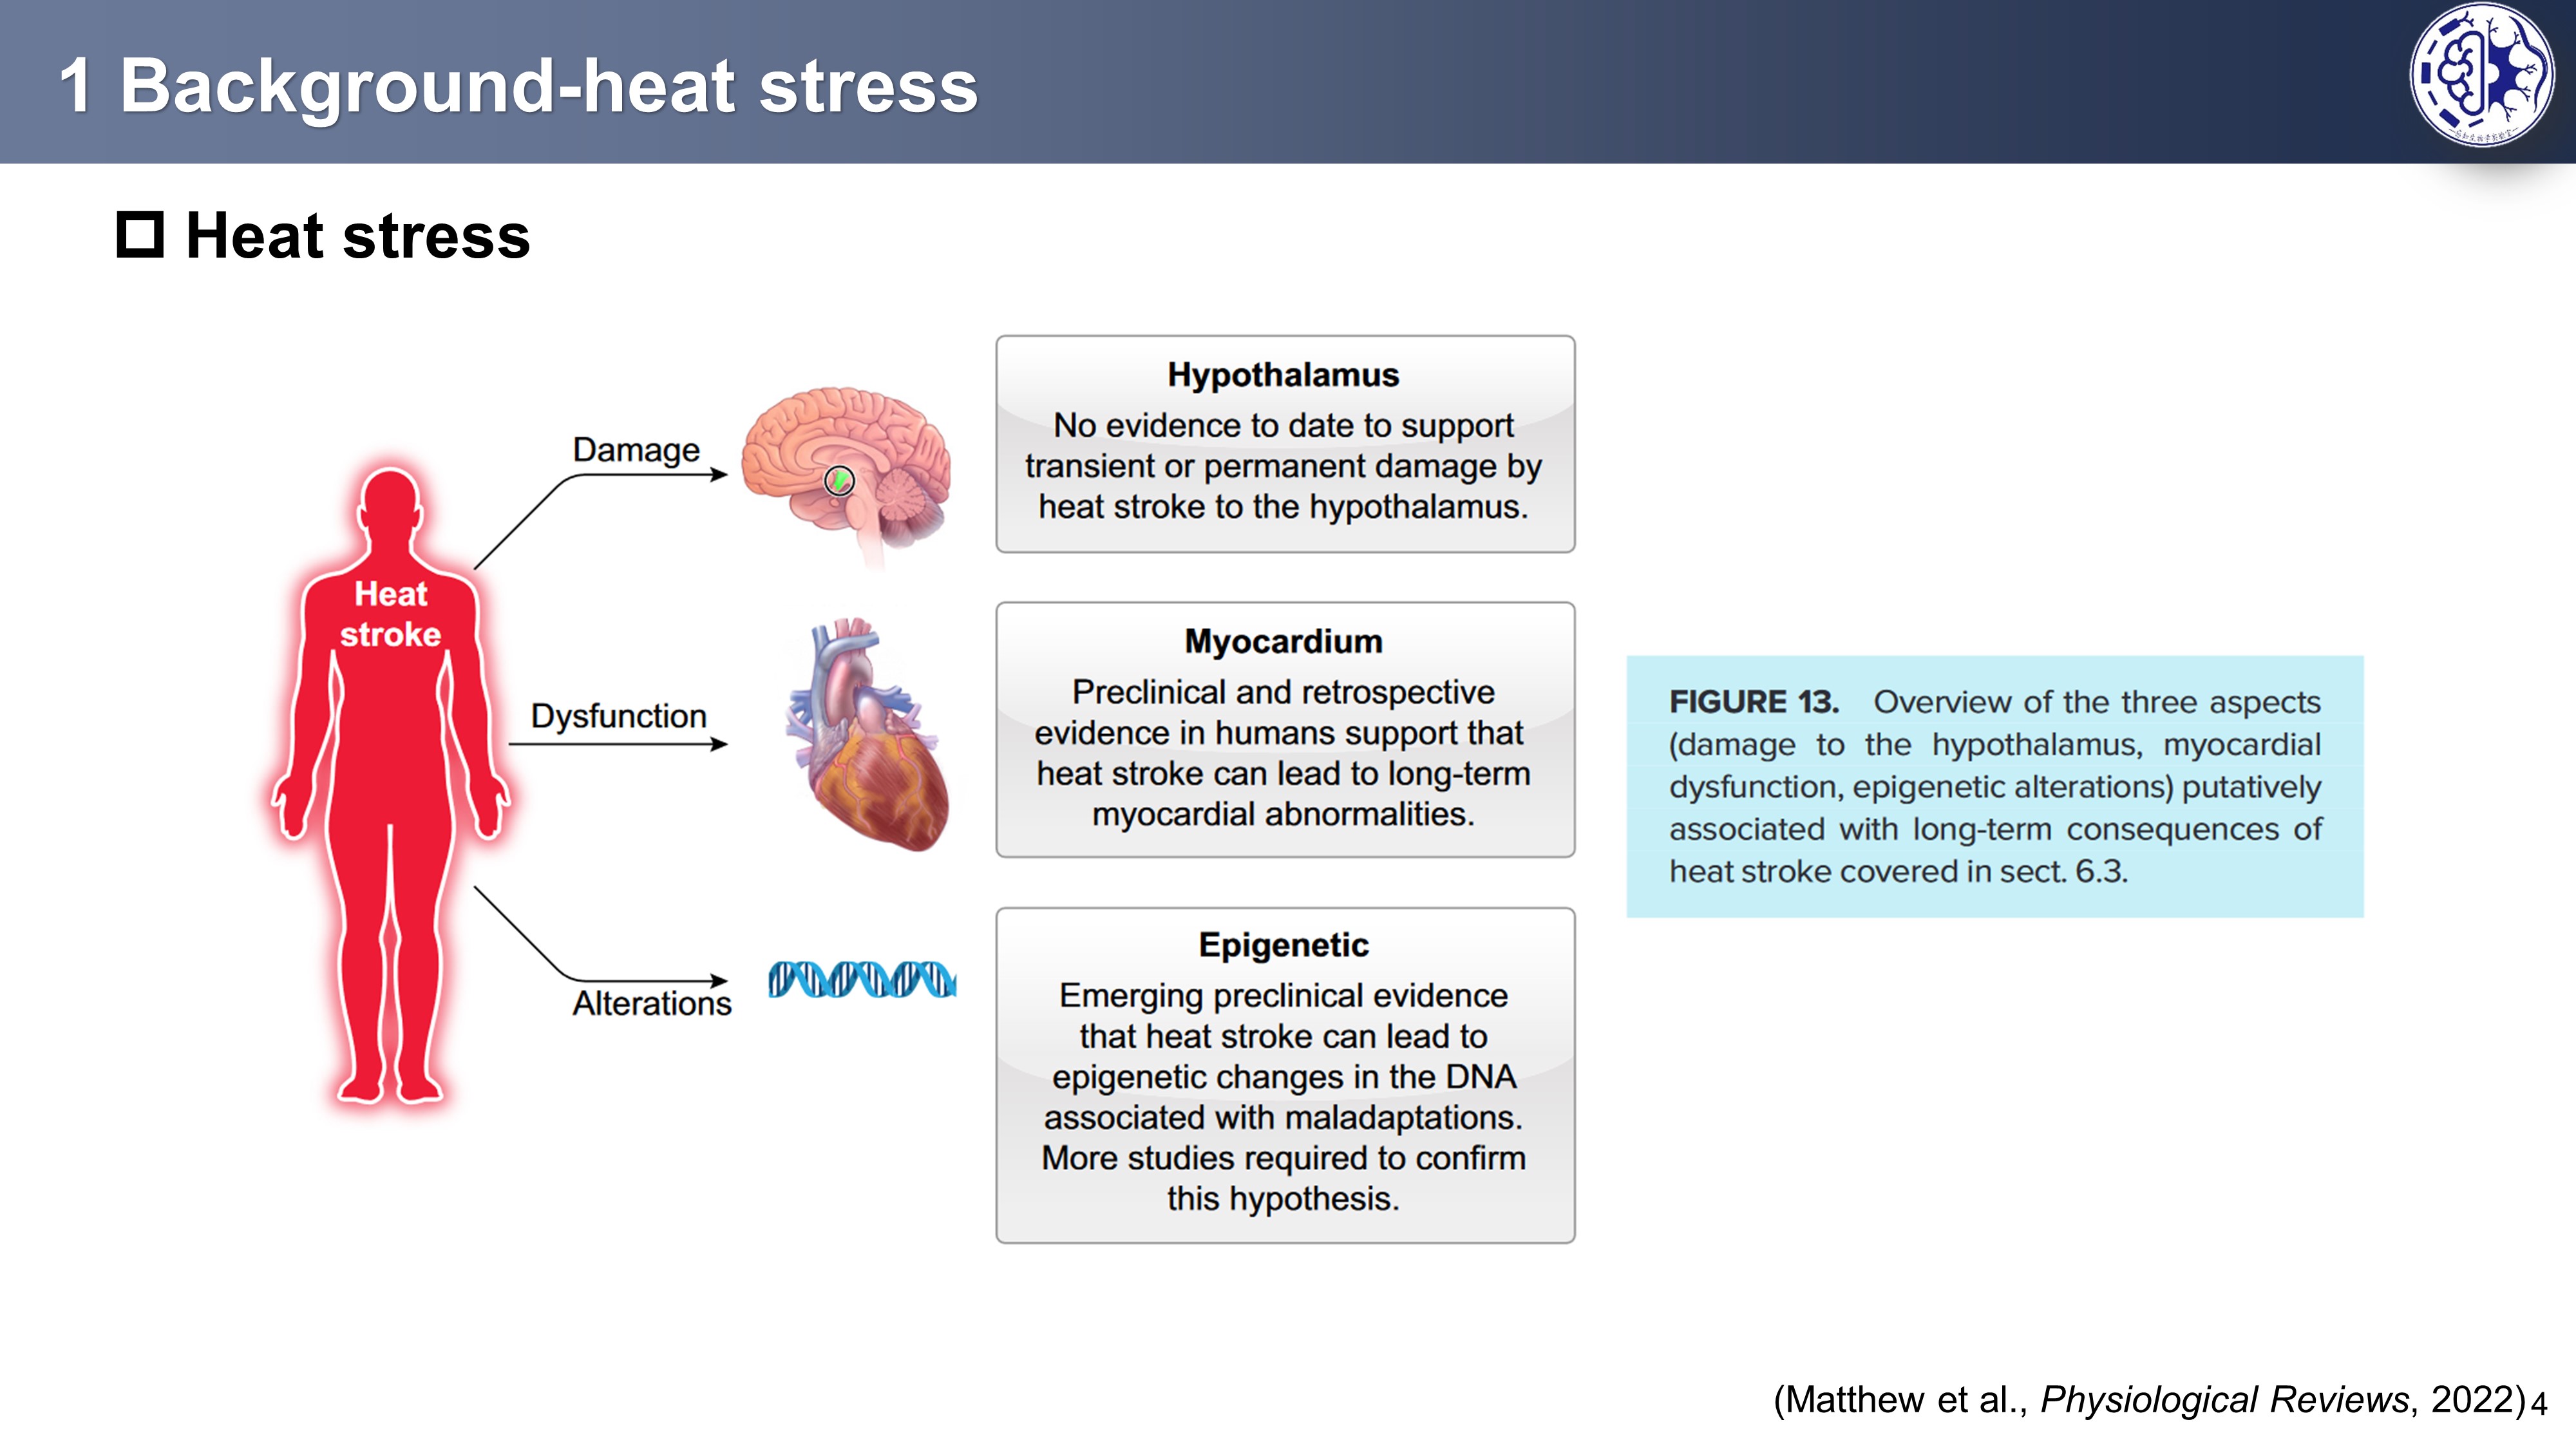 1 Background-heat stress
Heat stress
Damage
Heat
stroke
Dysfunction
Alterations
Hypothalamus
No evidence to date to support
transient or permanent damage by
heat stroke to the hypothalamus.
Myocardium
Preclinical and retrospective
evidence in humans support that
heat stroke can lead to long-term
myocardial abnormalities.
Epigenetic
Emerging preclinical evidence
that heat stroke can lead to
epigenetic changes in the DNA
associated with maladaptations.
More studies required to confirm
this hypothesis.
FIGURE 13. Overview of the three aspects
(damage to the hypothalamus, myocardial
dysfunction, epigenetic alterations) putatively
associated with long-term consequences of
heat stroke covered in sect. 6.3.
(Matthew et al., Physiological Reviews, 2022)
4